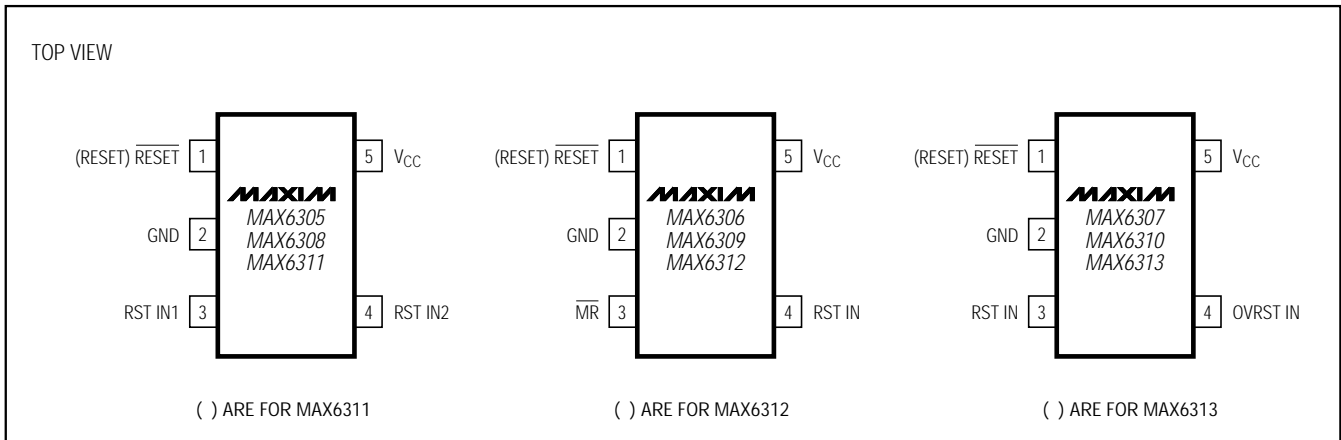 TOP VIEW
(RESET) RESET 1 5 VCC
MAXIM
MAX6305
MAX6308
MAX6311
GND 2
RST IN1 3 4 RST IN2
( ) ARE FOR MAX6311
(RESET) RESET 1 5 VCC
MAXIM
MAX6306
MAX6309
MAX6312
GND 2
MR 3 4 RST IN
( ) ARE FOR MAX6312
(RESET) RESET 1 5 VCC
MAXIM
MAX6307
MAX6310
MAX6313
GND 2
RST IN 3 4 OVRST IN
( ) ARE FOR MAX6313